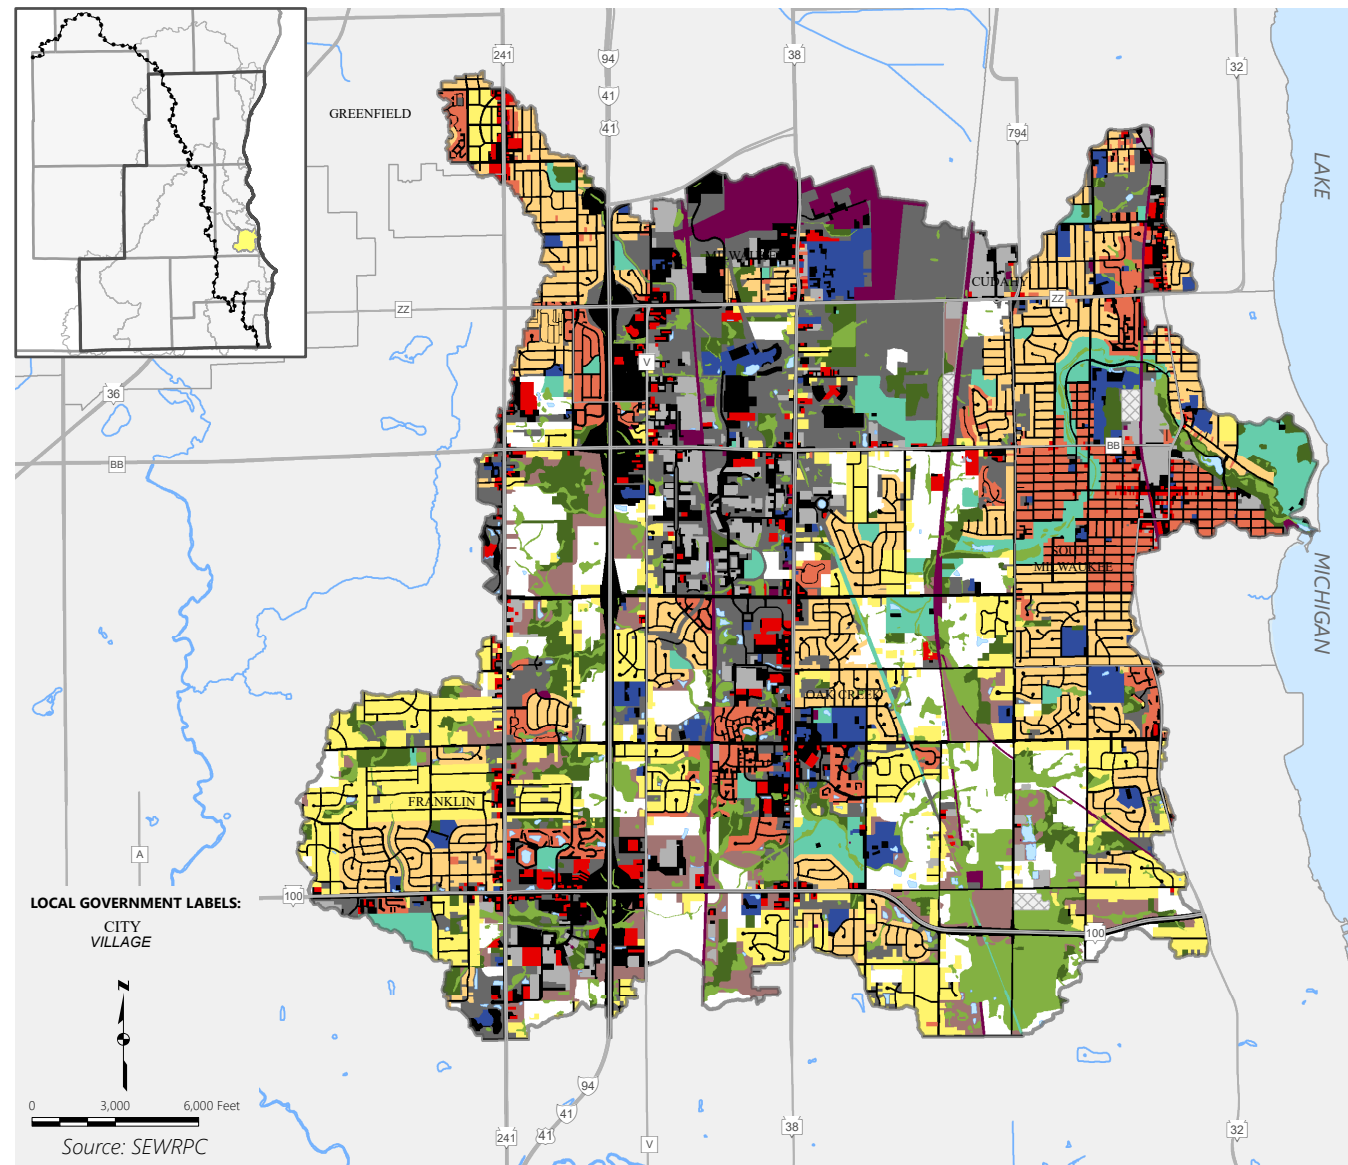 241
94
38
32
41
41
794
GREENFIELD
LAKE
MILWAUKEE
CUDAHY
ZZ
ZZ
V
36
BB
BB
SOUTH
MILWAUKEE
MICHIGAN
OAK CREEK
FRANKLIN
A
100
100
LOCAL GOVERNMENT LABELS:
CITY
VILLAGE
N
0 3,000 6,000 Feet
Source: SEWRPC
94
41
41
241
V
38
32